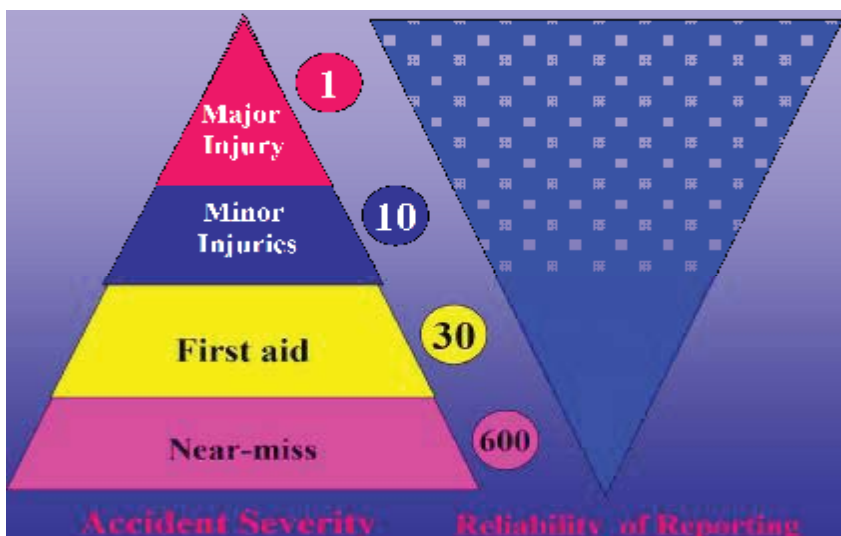 1
Major
Injury
10
Minor
Injuries
30
First aid
600
Near-miss
Accident Severity
Reliability of Reporting